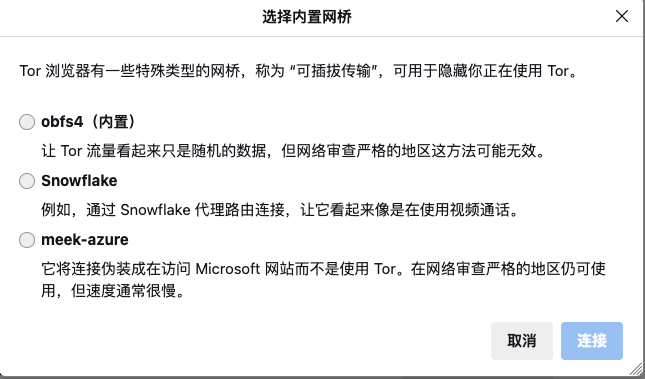 选择内置网桥
Tor 浏览器有一些特殊类型的网桥，称为 “可插拔传输”，可用于隐藏你正在使用 Tor。
obfs4（内置）
让 Tor 流量看起来只是随机的数据，但网络审查严格的地区这方法可能无效。
Snowflake
例如，通过 Snowflake 代理路由连接，让它看起来像是在使用视频通话。
meek-azure
它将连接伪装成在访问 Microsoft 网站而不是使用 Tor。在网络审查严格的地区仍可使
用，但速度通常很慢。
取消
连接